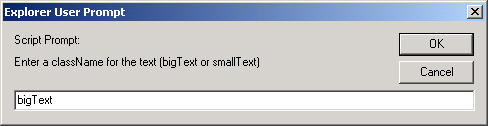 Explorer User Prompt
Script Prompt:
OK
Enter a className for the text (bigText or smallText)
Cancel
bigText